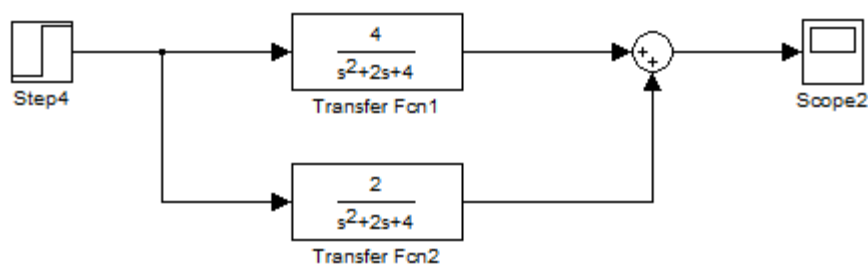 Step4
4
s²+2s+4
Transfer Fcn1
+
+
Scope2
2
s²+2s+4
Transfer Fcn2